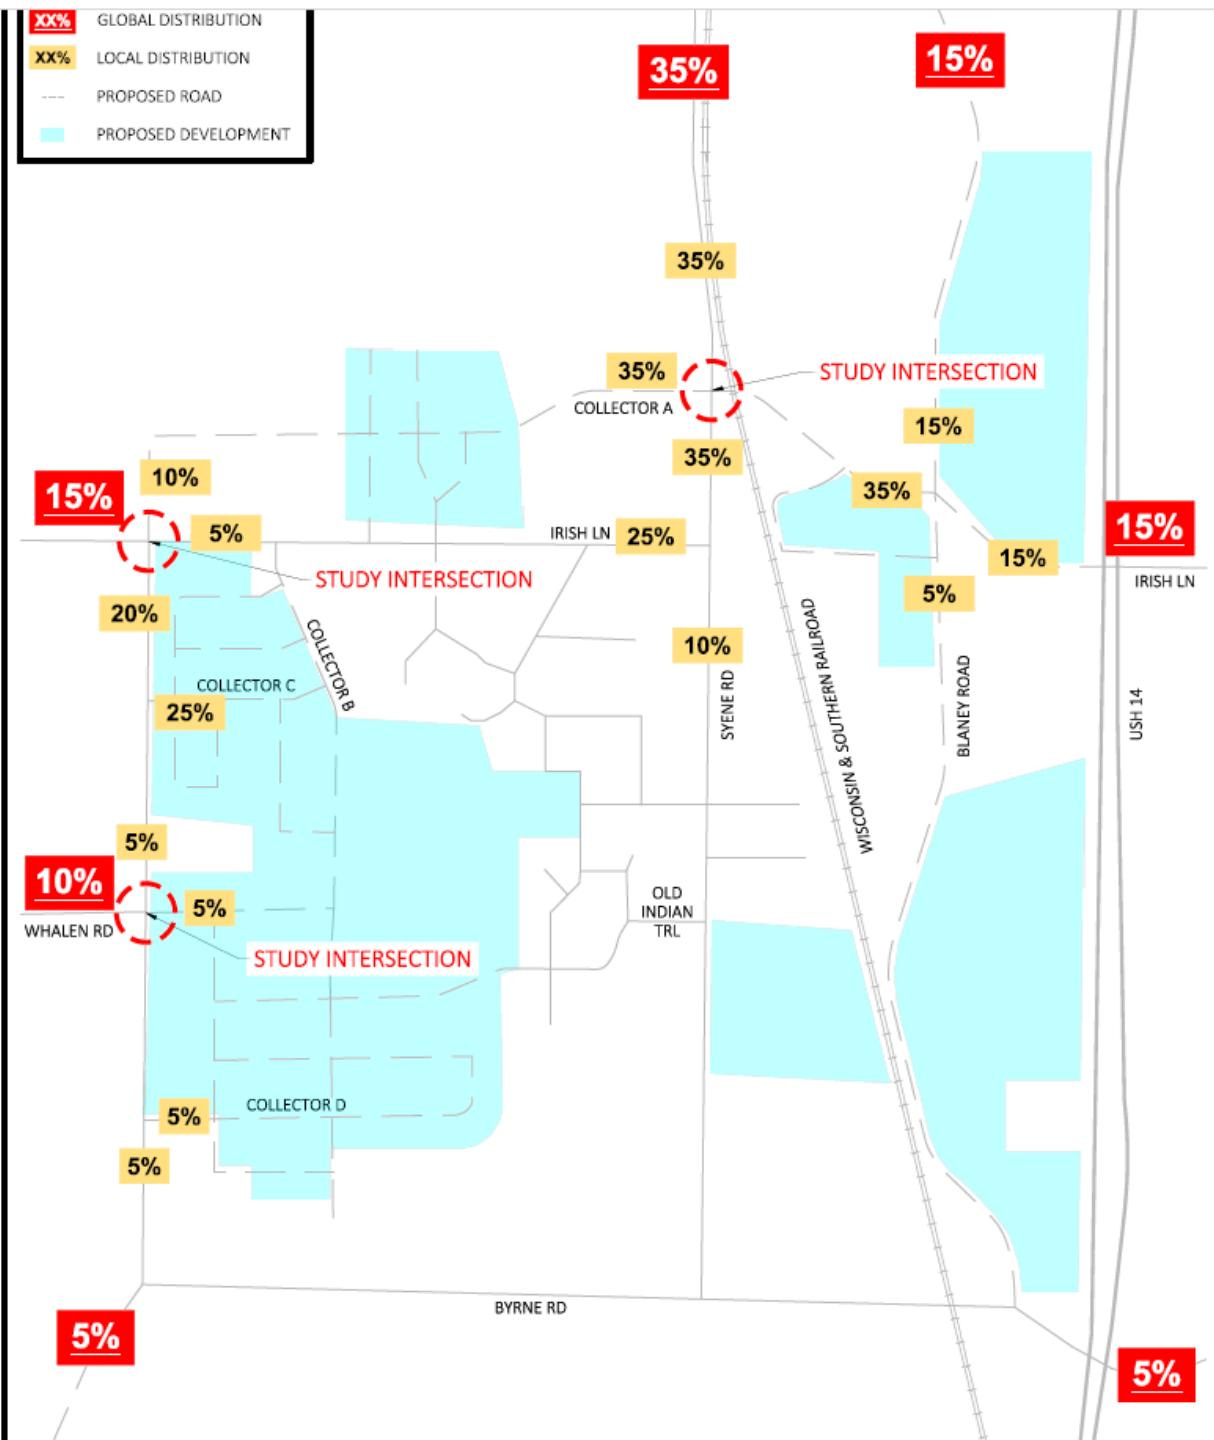 XX% GLOBAL DISTRIBUTION
XX% LOCAL DISTRIBUTION
PROPOSED ROAD
PROPOSED DEVELOPMENT
35%
15%
35%
35%
STUDY INTERSECTION
COLLECTOR A
15%
35%
10%
15%
35%
15%
5%
IRISH LN
25%
15%
STUDY INTERSECTION
IRISH LN
5%
20%
10%
COLLECTOR B
COLLECTOR C
25%
SYENE RD
WISCONSIN & SOUTHERN RAILROAD
BLANEY ROAD
USH 14
5%
10%
5%
OLD
INDIAN
TRL
WHALEN RD
STUDY INTERSECTION
5%
COLLECTOR D
5%
BYRNE RD
5%
5%